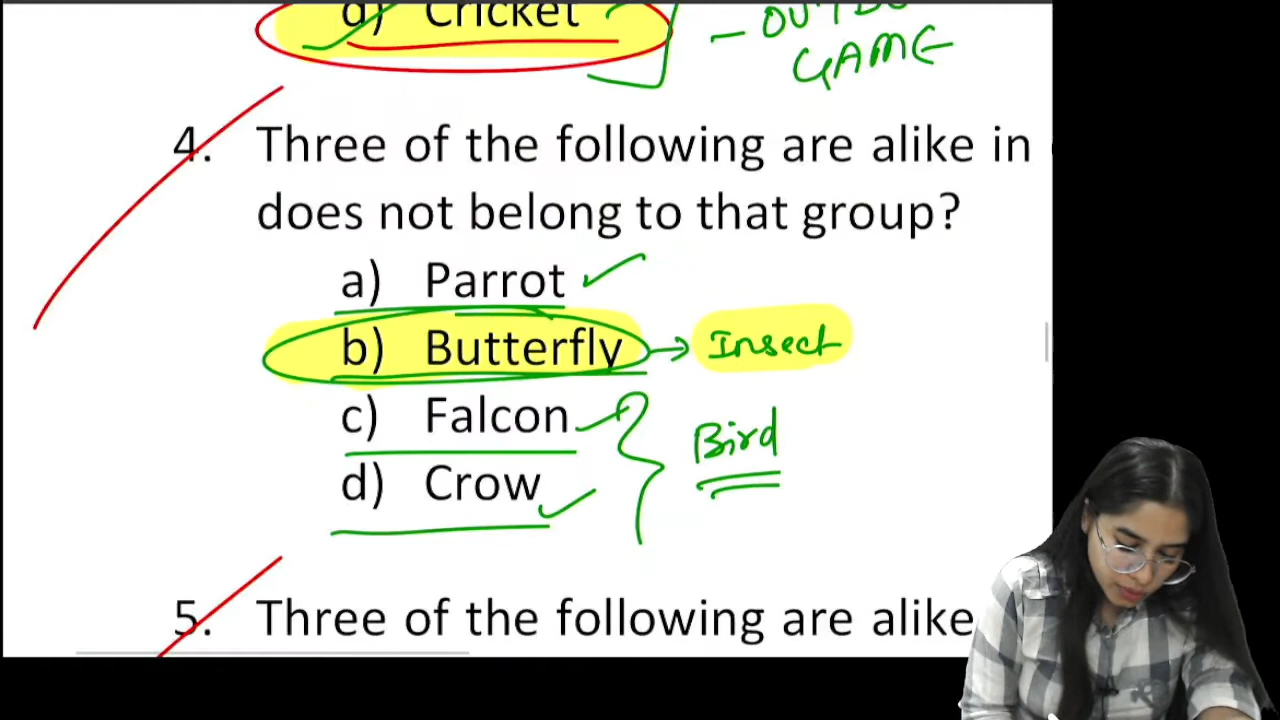 d) Cricket
GAME
4. Three of the following are alike in
does not belong to that group?
a) Parrot
b) Butterfly → Insect
c) Falcon
Bird
d) Crow
5. Three of the following are alike